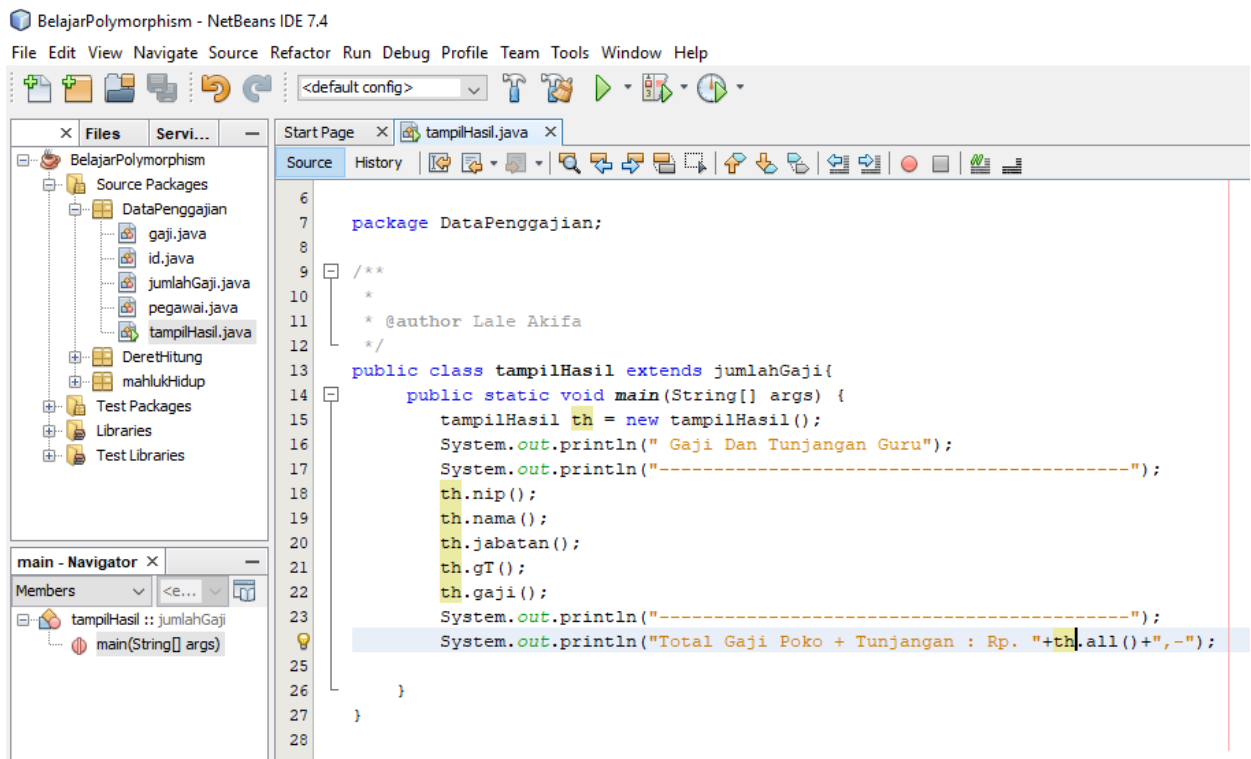 BelajarPolymorphism - NetBeans IDE 7.4
File Edit View Navigate Source Refactor Run Debug Profile Team Tools Window Help
<default config>
Files Servi...
Start Page tampilHasil.java
Source History
BelajarPolymorphism
Source Packages
DataPenggajian
gaji.java
id.java
jumlahGaji.java
pegawai.java
tampilHasil.java
DeretHitung
mahlukHidup
Test Packages
Libraries
Test Libraries
main - Navigator
Members <e...
tampilHasil :: jumlahGaji
main(String[] args)
6
7 package DataPenggajian;
8
9 /**
10 *
11 * @author Lale Akifa
12 */
13 public class tampilHasil extends jumlahGaji{
14 public static void main(String[] args) {
15 tampilHasil th = new tampilHasil();
16 System.out.println(" Gaji Dan Tunjangan Guru");
17 System.out.println("-------------------------------------------");
18 th.nip();
19 th.nama();
20 th.jabatan();
21 th.gT();
22 th.gaji();
23 System.out.println("-------------------------------------------");
System.out.println("Total Gaji Poko + Tunjangan : Rp. "+th.all()+",-");
25
26 }
27 }
28